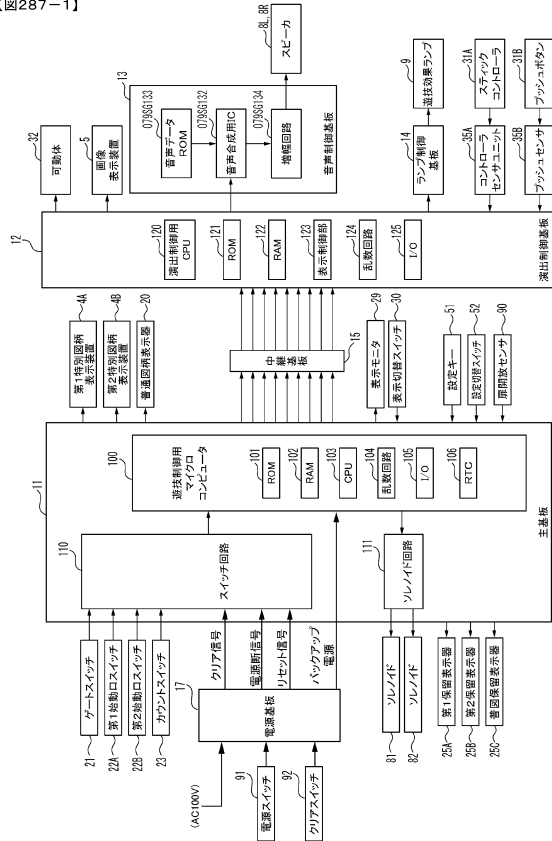 【図287-1】
32
可動体
5
画像
表示装置
13
079SG133
音声データ
ROM
079SG132
音声合成用IC
079SG134
増幅回路
音声制御基板
8L,8R
スピーカ
9
遊技効果ランプ
14
ランプ制御
基板
31A
スティック
コントローラ
35A
コントローラ
センサユニット
31B
プッシュボタン
35B
プッシュセンサ
12
120
演出制御用
CPU
121
ROM
122
RAM
123
表示制御部
124
乱数回路
125
I/O
演出制御基板
4A
第1特別図柄
表示装置
4B
第2特別図柄
表示装置
20
普通図柄表示器
中継基板
15
29
表示モニタ
30
表示切替スイッチ
51
設定キー
52
設定切替スイッチ
90
扉開放センサ
11
100
遊技制御用
マイクロ
コンピュータ
101
ROM
102
RAM
103
CPU
104
乱数回路
105
I/O
106
RTC
主基板
110
スイッチ回路
111
ソレノイド回路
クリア信号
電源断信号
リセット信号
バックアップ
電源
ゲートスイッチ
21
第1始動口スイッチ
22A
第2始動口スイッチ
22B
カウントスイッチ
23
17
電源基板
ソレノイド
81
ソレノイド
82
第1保留表示器
25A
第2保留表示器
25B
普図保留表示器
25C
(AC100V)
91
電源スイッチ
92
クリアスイッチ